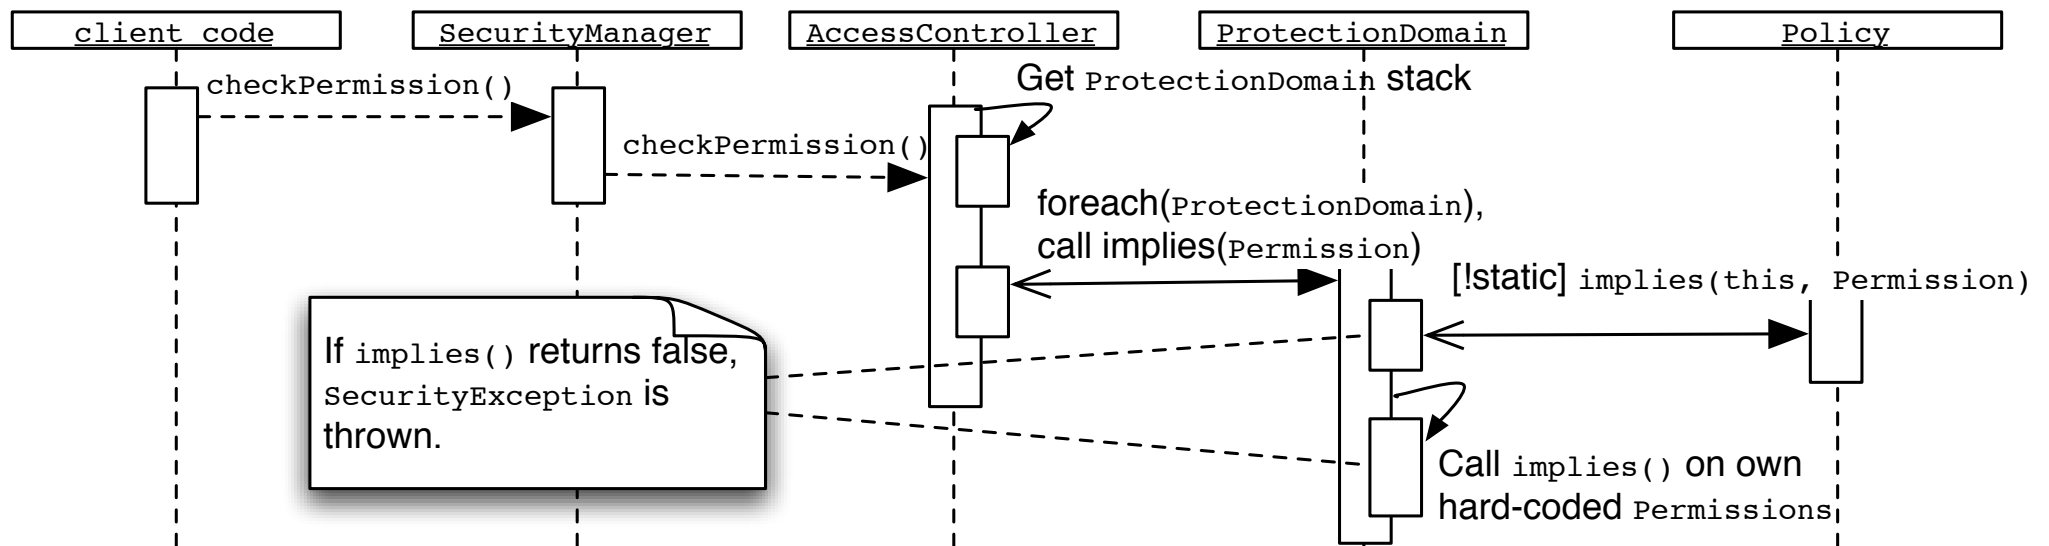 client code
SecurityManager
AccessController
ProtectionDomain
Policy
checkPermission()
Get ProtectionDomain stack
checkPermission()
foreach(ProtectionDomain),
call implies(Permission)
[!static] implies(this, Permission)
If implies() returns false,
SecurityException is
thrown.
Call implies() on own
hard-coded Permissions